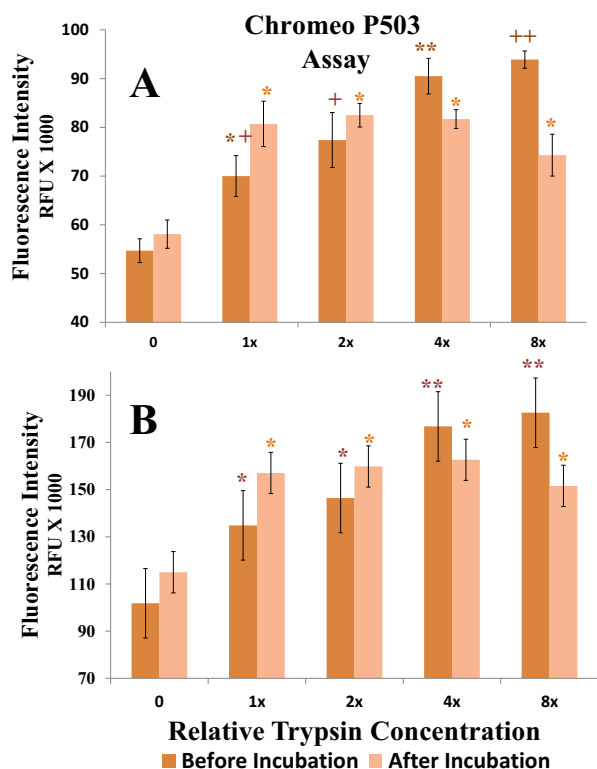 Chromeo P503
Assay
A
Fluorescence Intensity
RFU X 1000
100
90
80
70
60
50
40
* + * + * ** * ++ *
0 1x 2x 4x 8x
B
Fluorescence Intensity
RFU X 1000
190
170
150
130
110
90
70
* * * * ** * ** *
0 1x 2x 4x 8x
Relative Trypsin Concentration
Before Incubation After Incubation